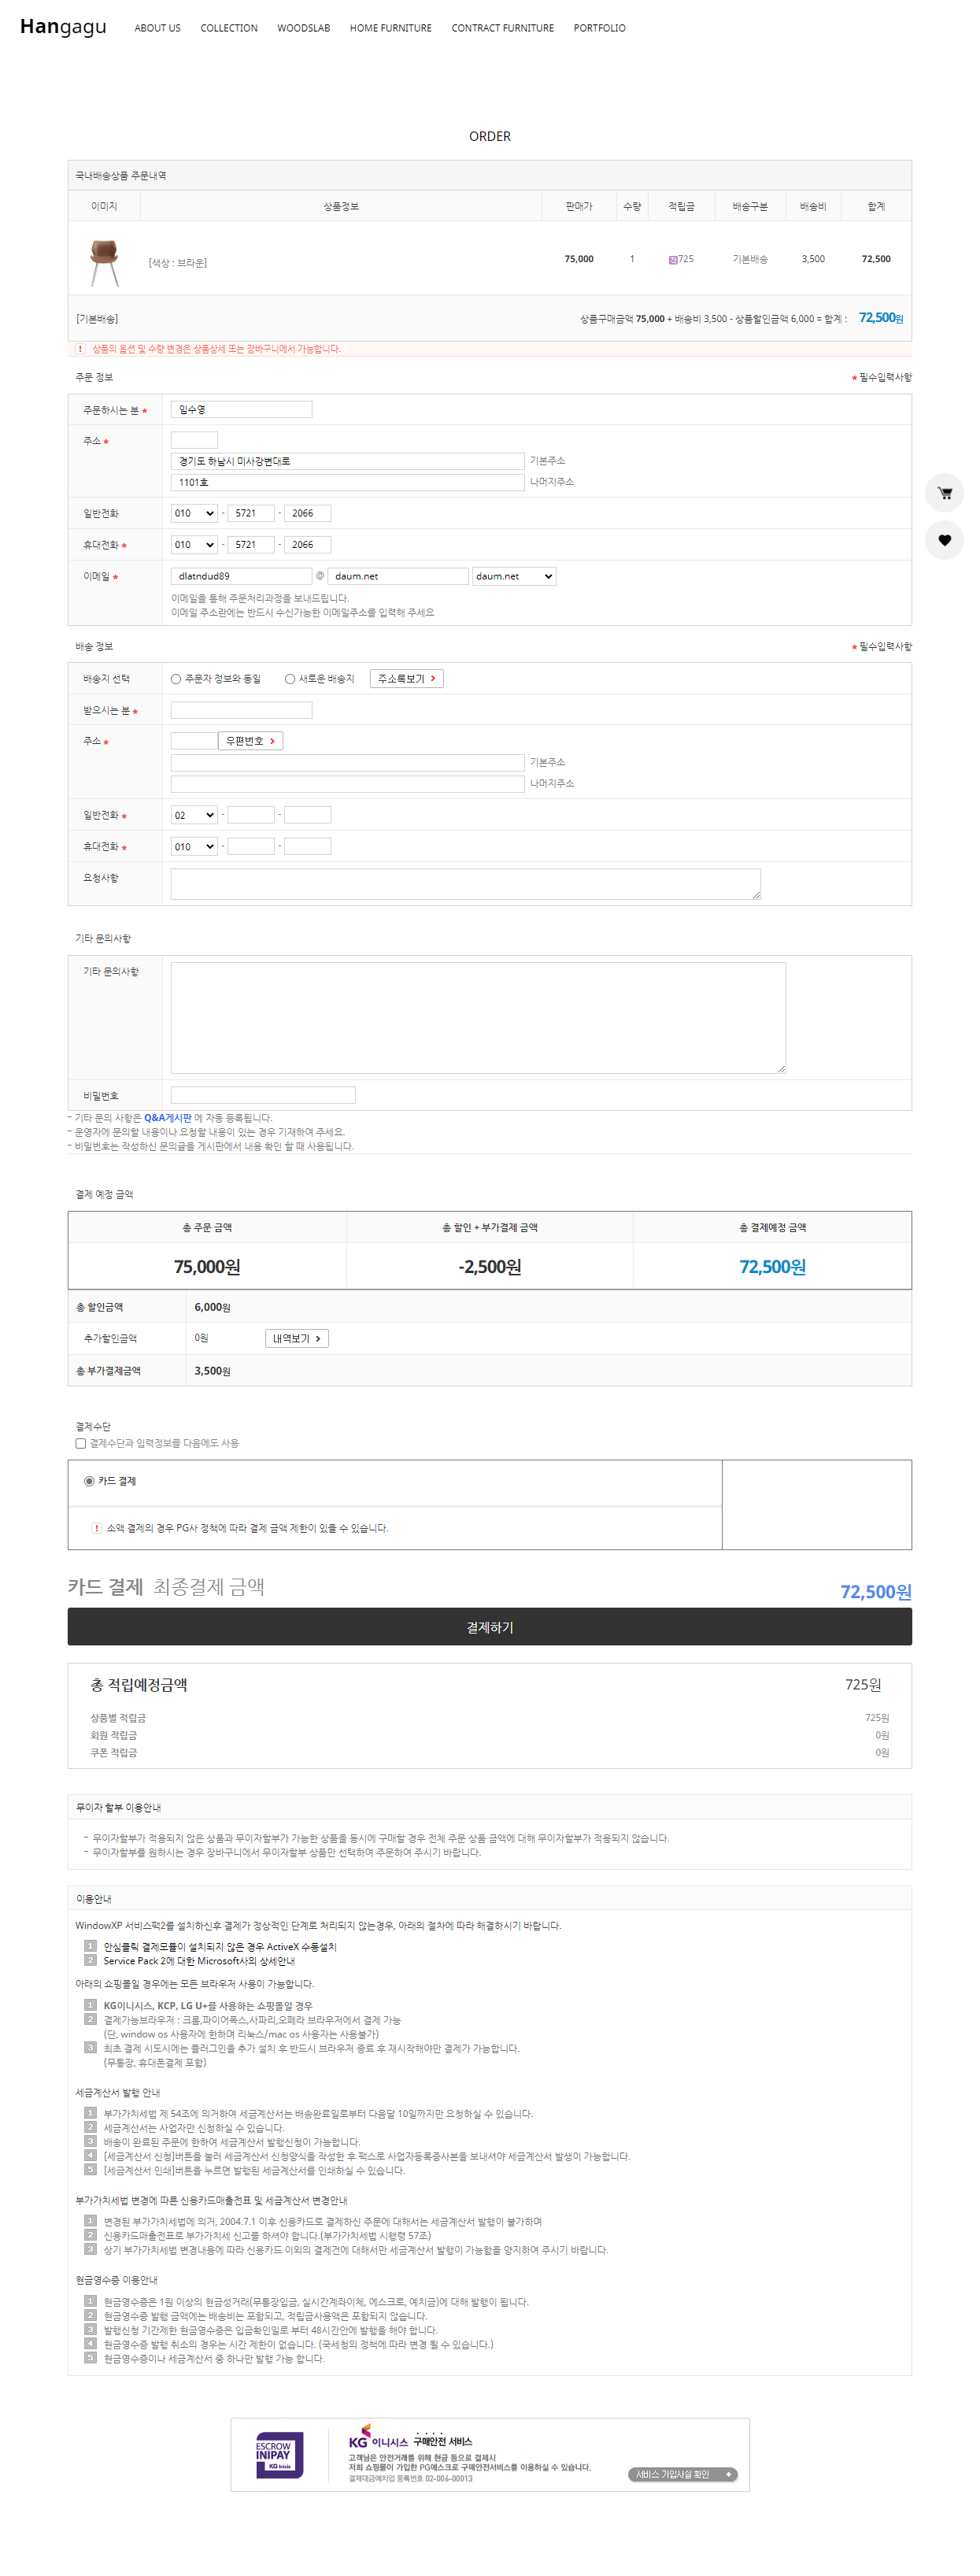 Hangagu
ABOUT US COLLECTION WOODSLAB HOME FURNITURE CONTRACT FURNITURE PORTFOLIO
ORDER
국내배송상품 주문내역
이미지 상품정보 판매가 수량 적립금 배송구분 배송비 합계
[색상 : 브라운] 75,000 1 적725 기본배송 3,500 72,500
[기본배송] 상품구매금액 75,000 + 배송비 3,500 - 상품할인금액 6,000 = 합계 : 72,500원
! 상품의 옵션 및 수량 변경은 상품상세 또는 장바구니에서 가능합니다.
주문 정보 * 필수입력사항
주문하시는 분 * 임수영
주소 *
경기도 하남시 미사강변대로 기본주소
1101호 나머지주소
일반전화 010 - 5721 - 2066
휴대전화 * 010 - 5721 - 2066
이메일 * dlatndud89 @ daum.net daum.net
이메일을 통해 주문처리과정을 보내드립니다.
이메일 주소란에는 반드시 수신가능한 이메일주소를 입력해 주세요
배송 정보 * 필수입력사항
배송지 선택 주문자 정보와 동일 새로운 배송지 주소록보기 >
받으시는 분 *
주소 * 우편번호 >
기본주소
나머지주소
일반전화 * 02 - -
휴대전화 * 010 - -
요청사항
기타 문의사항
기타 문의사항
비밀번호
- 기타 문의 사항은 Q&A게시판 에 자동 등록됩니다.
- 운영자에 문의할 내용이나 요청할 내용이 있는 경우 기재하여 주세요.
- 비밀번호는 작성하신 문의글을 게시판에서 내용 확인 할 때 사용됩니다.
결제 예정 금액
총 주문 금액 총 할인 + 부가결제 금액 총 결제예정 금액
75,000원 -2,500원 72,500원
총 할인금액 6,000원
추가할인금액 0원 내역보기 >
총 부가결제금액 3,500원
결제수단
결제수단과 입력정보를 다음에도 사용
카드 결제
! 소액 결제의 경우 PG사 정책에 따라 결제 금액 제한이 있을 수 있습니다.
카드 결제 최종결제 금액 72,500원
결제하기
총 적립예정금액 725원
상품별 적립금 725원
회원 적립금 0원
쿠폰 적립금 0원
무이자 할부 이용안내
- 무이자할부가 적용되지 않은 상품과 무이자할부가 가능한 상품을 동시에 구매할 경우 전체 주문 상품 금액에 대해 무이자할부가 적용되지 않습니다.
- 무이자할부를 원하시는 경우 장바구니에서 무이자할부 상품만 선택하여 주문하여 주시기 바랍니다.
이용안내
WindowXP 서비스팩2를 설치하신후 결제가 정상적인 단계로 처리되지 않는경우, 아래의 절차에 따라 해결하시기 바랍니다.
1 안심클릭 결제모듈이 설치되지 않은 경우 ActiveX 수동설치
2 Service Pack 2에 대한 Microsoft사의 상세안내
아래의 쇼핑몰일 경우에는 모든 브라우저 사용이 가능합니다.
1 KG이니시스, KCP, LG U+를 사용하는 쇼핑몰일 경우
2 결제가능브라우저 : 크롬,파이어폭스,사파리,오페라 브라우저에서 결제 가능
(단, window os 사용자에 한하며 리눅스/mac os 사용자는 사용불가)
3 최초 결제 시도시에는 플러그인을 추가 설치 후 반드시 브라우저 종료 후 재시작해야만 결제가 가능합니다.
(무통장, 휴대폰결제 포함)
세금계산서 발행 안내
1 부가가치세법 제 54조에 의거하여 세금계산서는 배송완료일로부터 다음달 10일까지만 요청하실 수 있습니다.
2 세금계산서는 사업자만 신청하실 수 있습니다.
3 배송이 완료된 주문에 한하여 세금계산서 발행신청이 가능합니다.
4 [세금계산서 신청]버튼을 눌러 세금계산서 신청양식을 작성한 후 팩스로 사업자등록증사본을 보내셔야 세금계산서 발생이 가능합니다.
5 [세금계산서 인쇄]버튼을 누르면 발행된 세금계산서를 인쇄하실 수 있습니다.
부가가치세법 변경에 따른 신용카드매출전표 및 세금계산서 변경안내
1 변경된 부가가치세법에 의거, 2004.7.1 이후 신용카드로 결제하신 주문에 대해서는 세금계산서 발행이 불가하며
2 신용카드매출전표로 부가가치세 신고를 하셔야 합니다.(부가가치세법 시행령 57조)
3 상기 부가가치세법 변경내용에 따라 신용카드 이외의 결제건에 대해서만 세금계산서 발행이 가능함을 양지하여 주시기 바랍니다.
현금영수증 이용안내
1 현금영수증은 1원 이상의 현금성거래(무통장입금, 실시간계좌이체, 에스크로, 예치금)에 대해 발행이 됩니다.
2 현금영수증 발행 금액에는 배송비는 포함되고, 적립금사용액은 포함되지 않습니다.
3 발행신청 기간제한 현금영수증은 입금확인일로 부터 48시간안에 발행을 해야 합니다.
4 현금영수증 발행 취소의 경우는 시간 제한이 없습니다. (국세청의 정책에 따라 변경 될 수 있습니다.)
5 현금영수증이나 세금계산서 중 하나만 발행 가능 합니다.
ESCROW
INIPAY
KG Inicis
KG 이니시스 구매안전 서비스
고객님은 안전거래를 위해 현금 등으로 결제시
저희 쇼핑몰이 가입한 PG에스크로 구매안전서비스를 이용하실 수 있습니다.
결제대금예치업 등록번호 02-006-00013
서비스 가입사실 확인